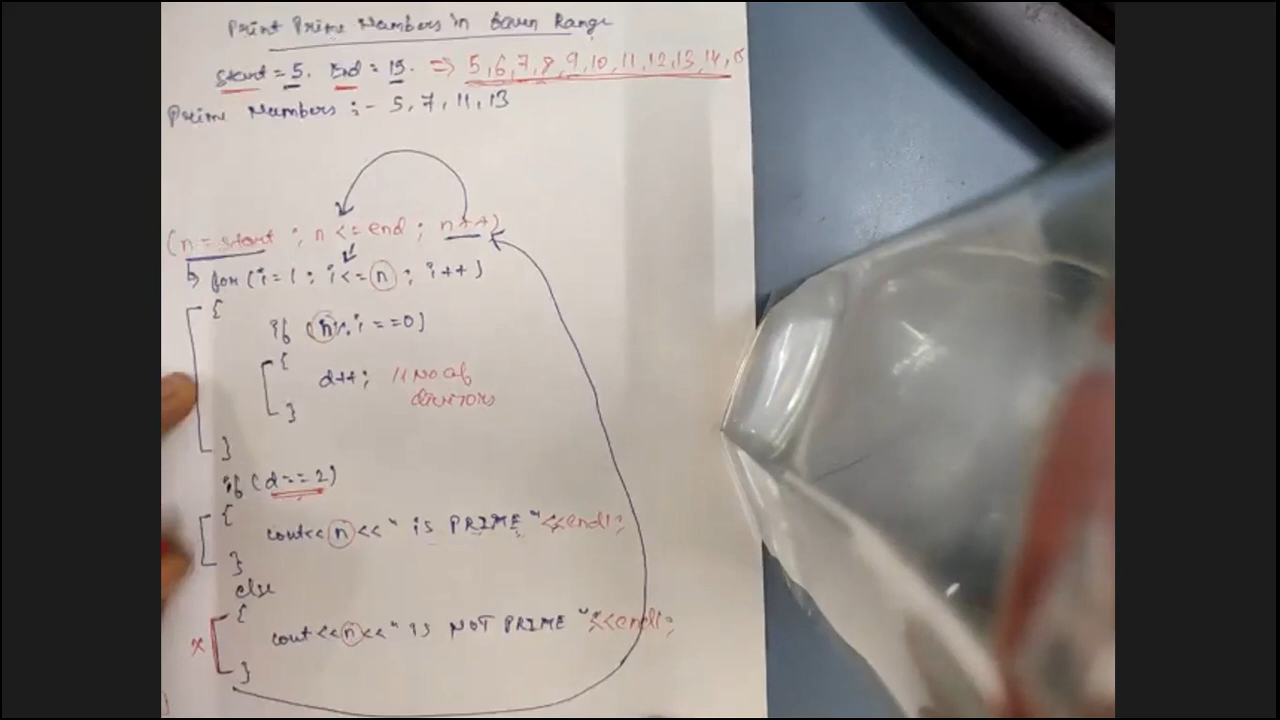 Print Prime Numbers in Given Range
Start = 5, End = 15. => 5, 6, 7, 8, 9, 10, 11, 12, 13, 14, 15
Prime Numbers :- 5, 7, 11, 13
(n = start ; n <= end ; n++)
for (i = 1 ; i <= n ; i++)
{
if (n % i == 0)
{
d++; // No of
divisors
}
}
if (d == 2)
{
cout << n << " is PRIME " << endl;
}
else
{
cout << n << " is NOT PRIME " << endl;
}